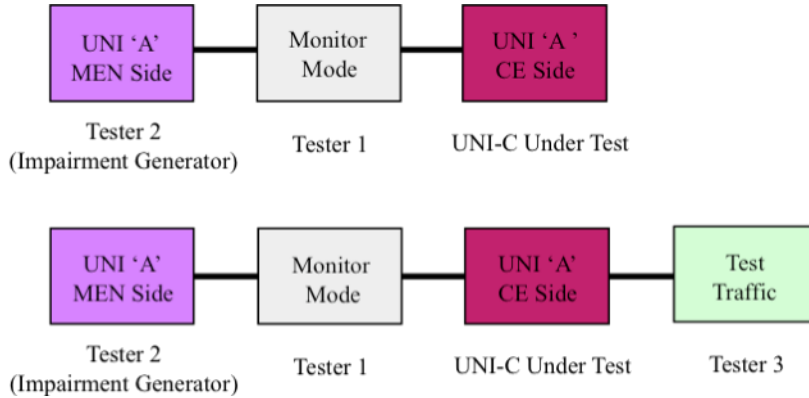 UNI ‘A’
MEN Side
Monitor
Mode
UNI ‘A ’
CE Side
Tester 2
(Impairment Generator)
Tester 1
UNI-C Under Test
UNI ‘A’
MEN Side
Monitor
Mode
UNI ‘A’
CE Side
Test
Traffic
Tester 2
(Impairment Generator)
Tester 1
UNI-C Under Test
Tester 3